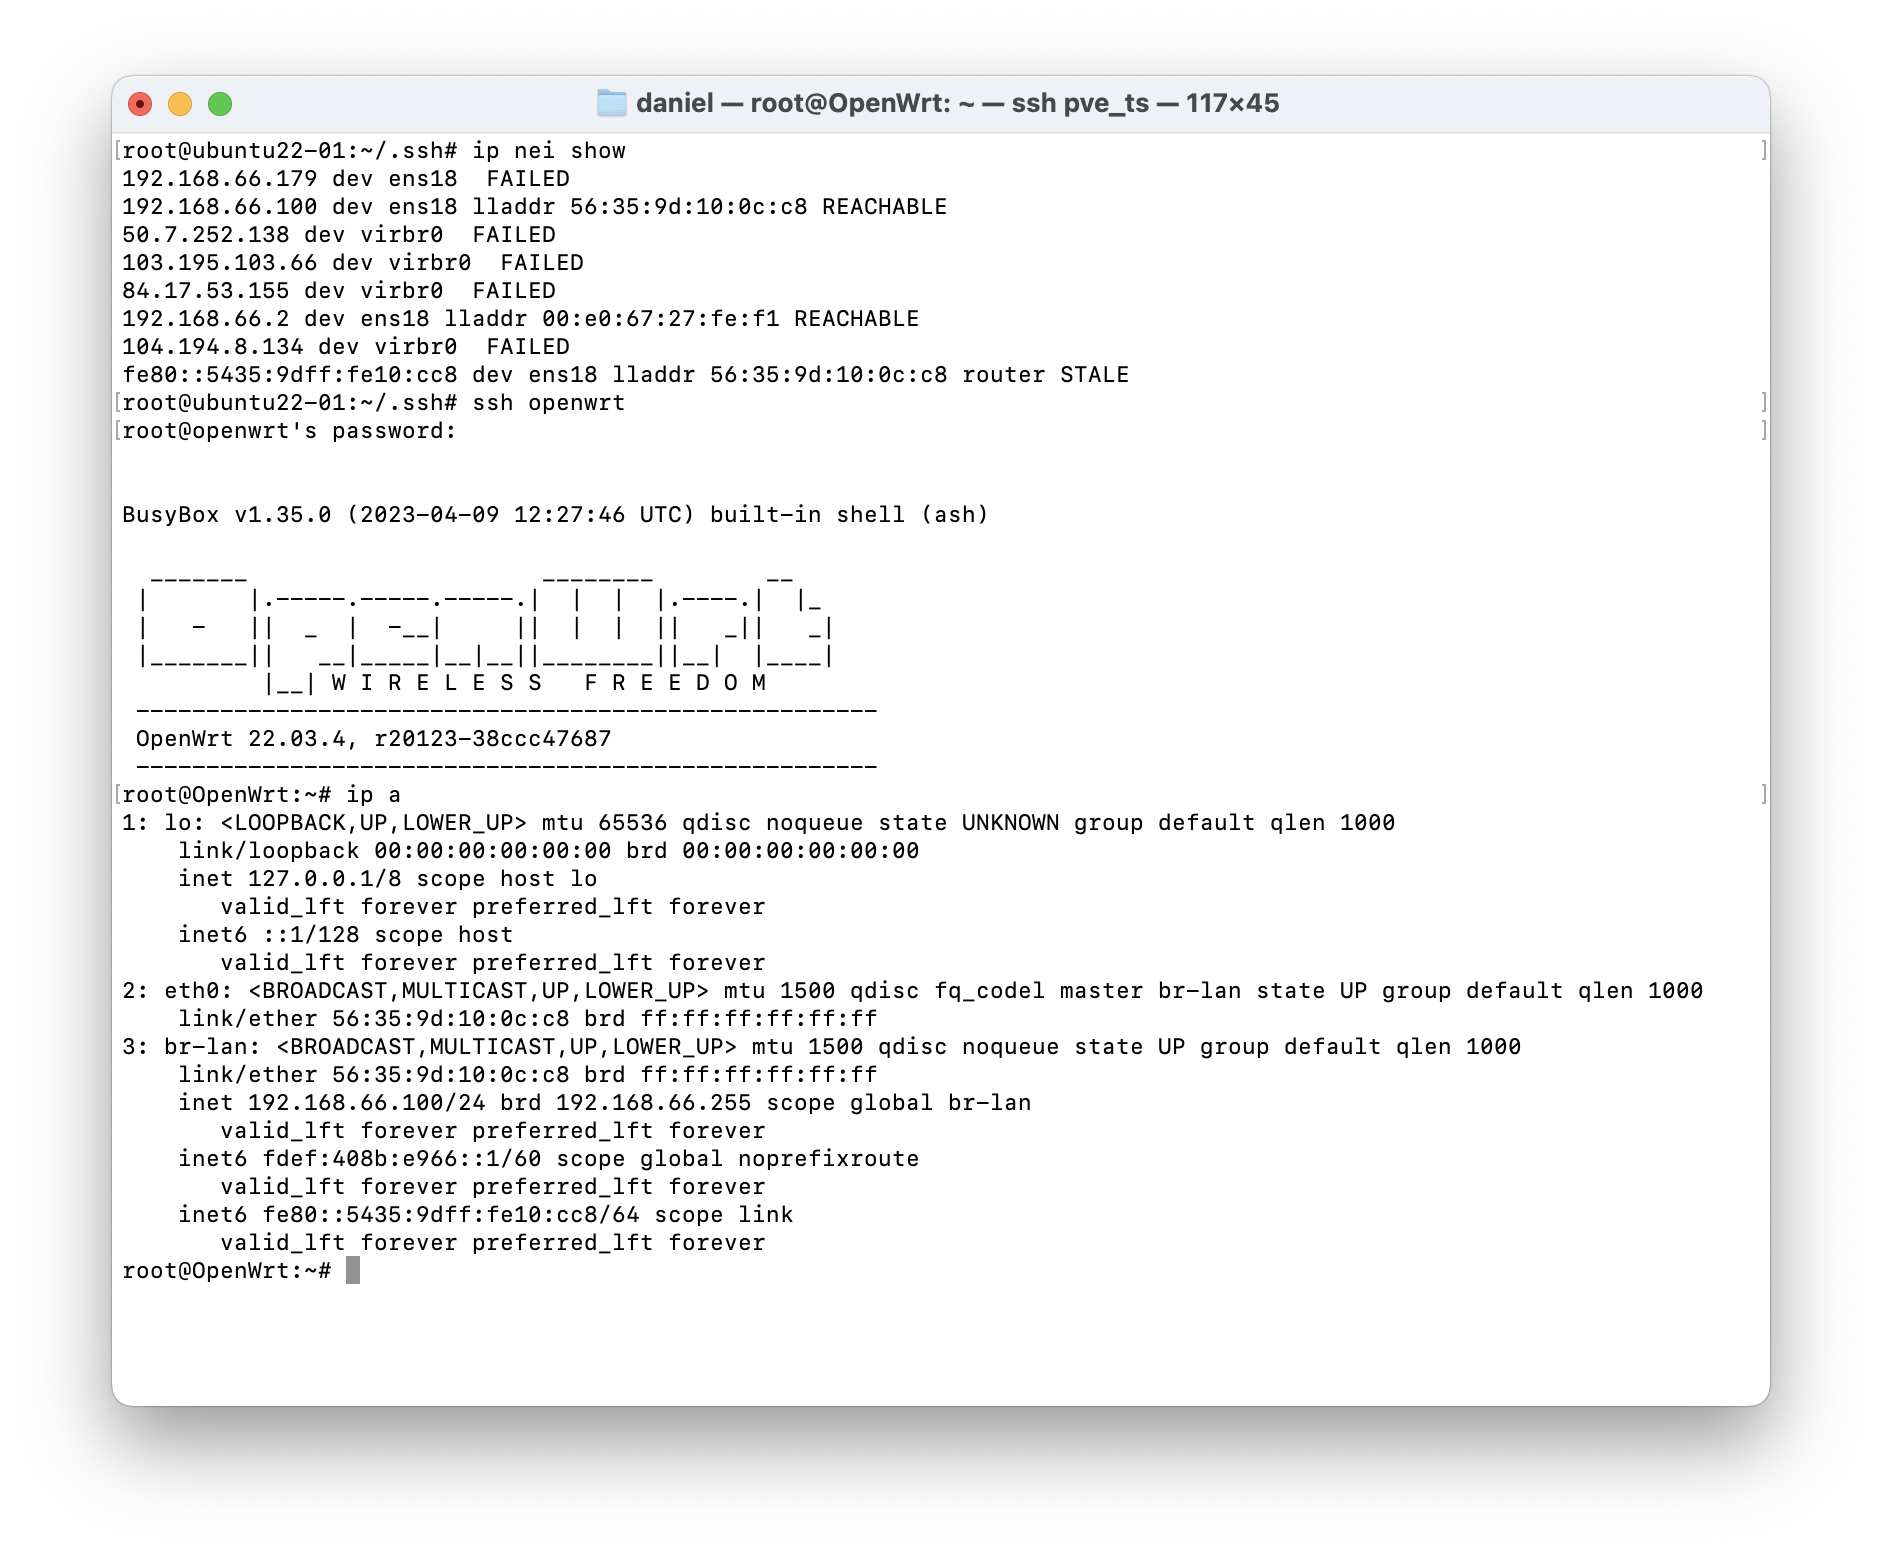 daniel — root@OpenWrt: ~ — ssh pve_ts — 117×45
[root@ubuntu22-01:~/.ssh# ip nei show ]
192.168.66.179 dev ens18  FAILED
192.168.66.100 dev ens18 lladdr 56:35:9d:10:0c:c8 REACHABLE
50.7.252.138 dev virbr0  FAILED
103.195.103.66 dev virbr0  FAILED
84.17.53.155 dev virbr0  FAILED
192.168.66.2 dev ens18 lladdr 00:e0:67:27:fe:f1 REACHABLE
104.194.8.134 dev virbr0  FAILED
fe80::5435:9dff:fe10:cc8 dev ens18 lladdr 56:35:9d:10:0c:c8 router STALE
[root@ubuntu22-01:~/.ssh# ssh openwrt ]
[root@openwrt's password: ]
BusyBox v1.35.0 (2023-04-09 12:27:46 UTC) built-in shell (ash)
  _______                     ________        __
 |       |.-----.-----.-----.|  |  |  |.----.|  |_
 |   -   ||  _  |  -__|     ||  |  |  ||   _||   _|
 |_______||   __|_____|__|__||________||__|  |____|
          |__| W I R E L E S S   F R E E D O M
 -----------------------------------------------------
 OpenWrt 22.03.4, r20123-38ccc47687
 -----------------------------------------------------
[root@OpenWrt:~# ip a ]
1: lo: <LOOPBACK,UP,LOWER_UP> mtu 65536 qdisc noqueue state UNKNOWN group default qlen 1000
    link/loopback 00:00:00:00:00:00 brd 00:00:00:00:00:00
    inet 127.0.0.1/8 scope host lo
       valid_lft forever preferred_lft forever
    inet6 ::1/128 scope host
       valid_lft forever preferred_lft forever
2: eth0: <BROADCAST,MULTICAST,UP,LOWER_UP> mtu 1500 qdisc fq_codel master br-lan state UP group default qlen 1000
    link/ether 56:35:9d:10:0c:c8 brd ff:ff:ff:ff:ff:ff
3: br-lan: <BROADCAST,MULTICAST,UP,LOWER_UP> mtu 1500 qdisc noqueue state UP group default qlen 1000
    link/ether 56:35:9d:10:0c:c8 brd ff:ff:ff:ff:ff:ff
    inet 192.168.66.100/24 brd 192.168.66.255 scope global br-lan
       valid_lft forever preferred_lft forever
    inet6 fdef:408b:e966::1/60 scope global noprefixroute
       valid_lft forever preferred_lft forever
    inet6 fe80::5435:9dff:fe10:cc8/64 scope link
       valid_lft forever preferred_lft forever
root@OpenWrt:~#